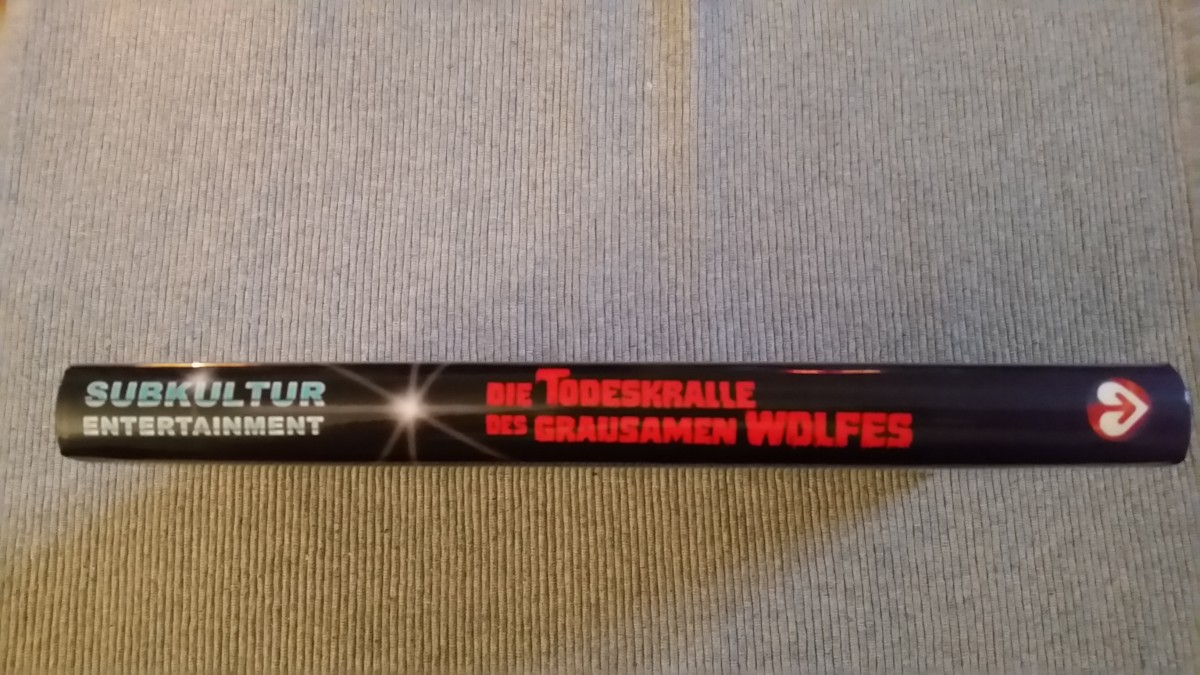 SUBKULTUR
ENTERTAINMENT
DIE TODESKRALLE
DES GRAUSAMEN WOLFES